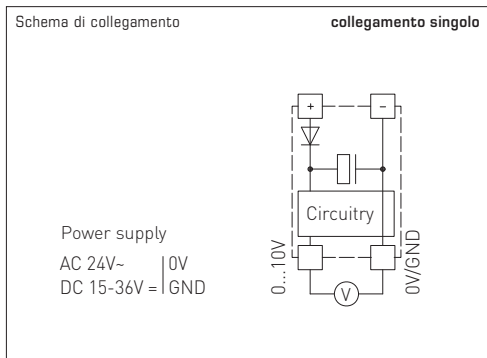 Schema di collegamento
collegamento singolo
+
−
Circuitry
Power supply
AC 24V~ | 0V
DC 15-36V = | GND
0...10V
0V/GND
V